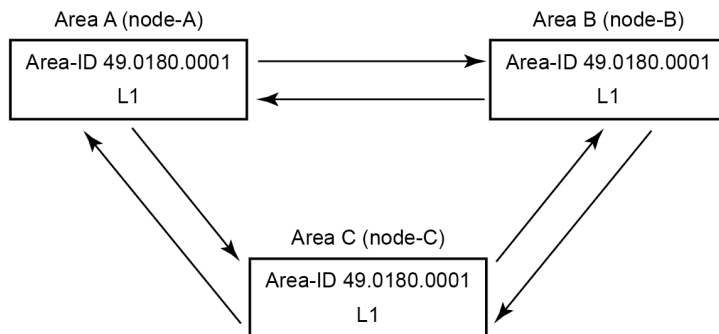 Area A (node-A)
Area-ID 49.0180.0001
L1
Area B (node-B)
Area-ID 49.0180.0001
L1
Area C (node-C)
Area-ID 49.0180.0001
L1